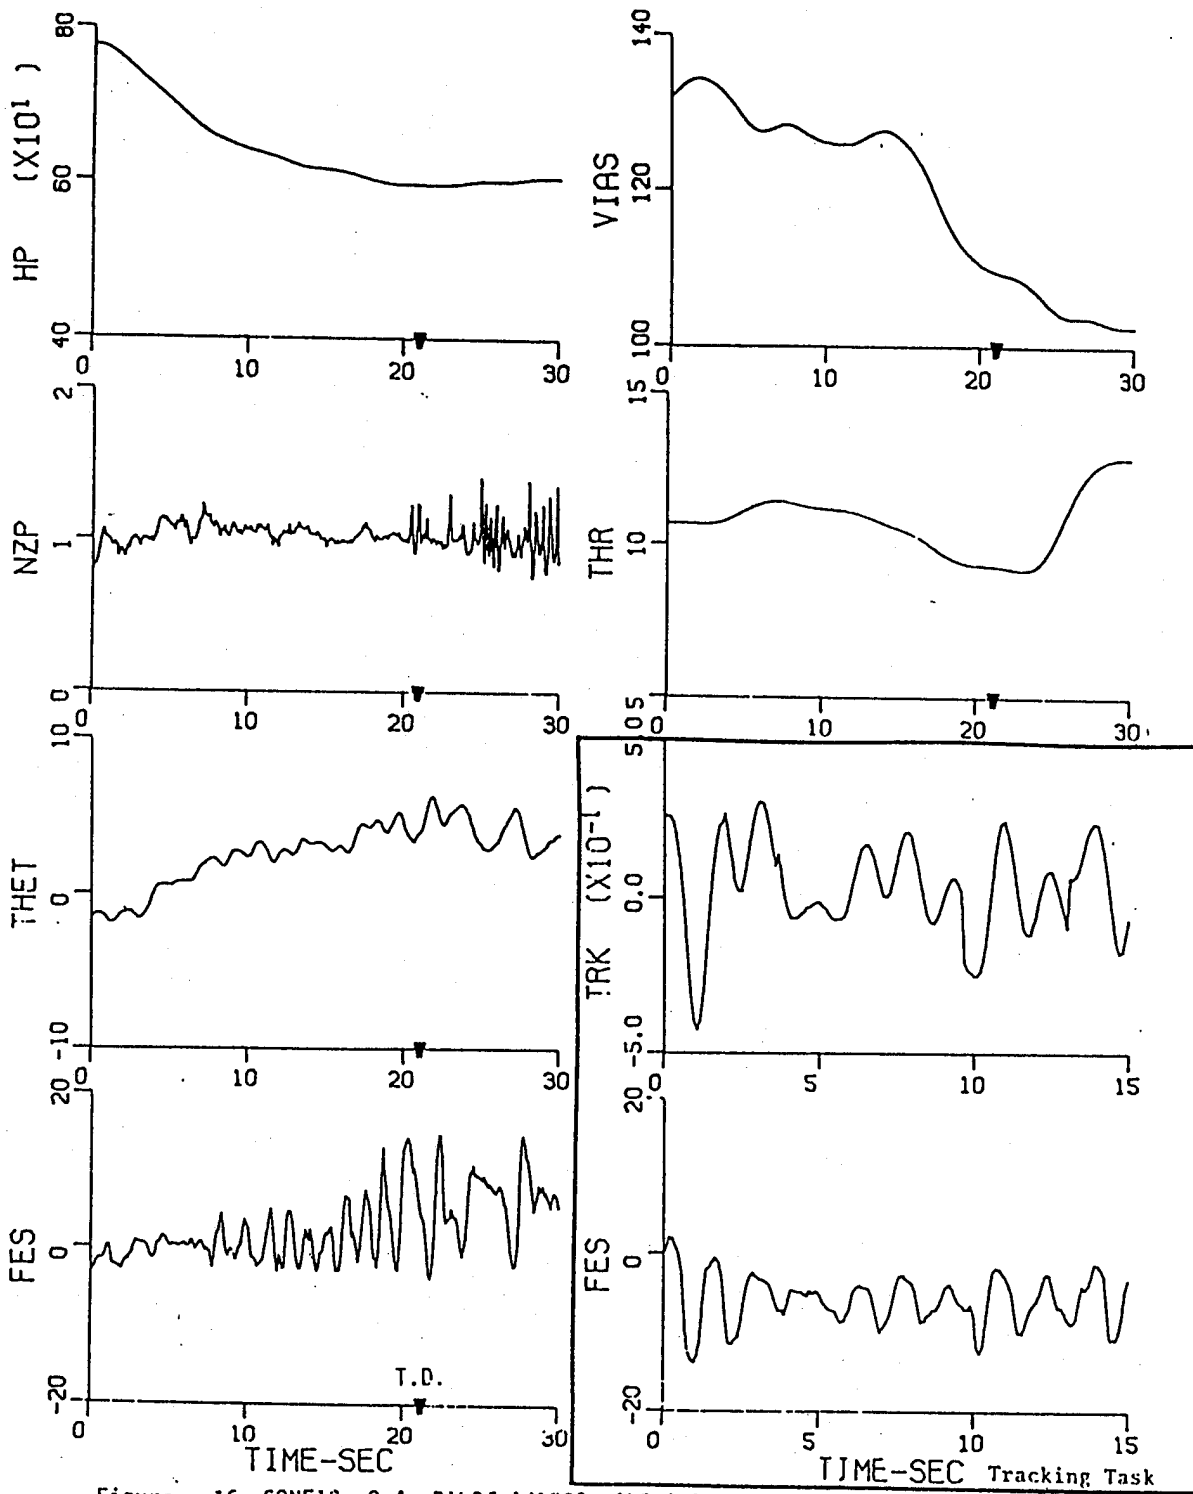 HP (X10¹)
80
60
40
0 10 20 30
VIAS
140
120
100
0 10 20 30
NZP
2
1
0
0 10 20 30
THR
15
10
5
0 10 20 30
THET
10
0
-10
0 10 20 30
TRK (X10⁻¹)
5.0
0.0
-5.0
0 5 10 15
FES
20
0
-20
T.D.
0 10 20 30
TIME-SEC
FES
20
0
-20
0 5 10 15
TIME-SEC Tracking Task
Figure 16